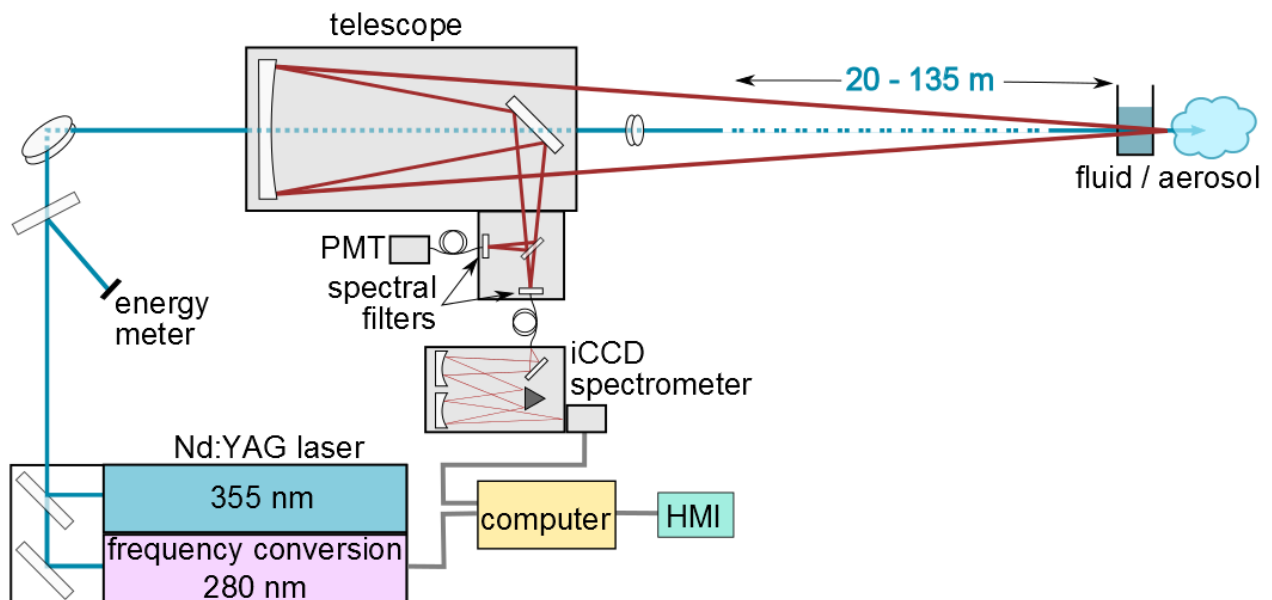 telescope
20 - 135 m
fluid / aerosol
PMT
spectral
filters
energy
meter
iCCD
spectrometer
Nd:YAG laser
355 nm
frequency conversion
280 nm
computer
HMI